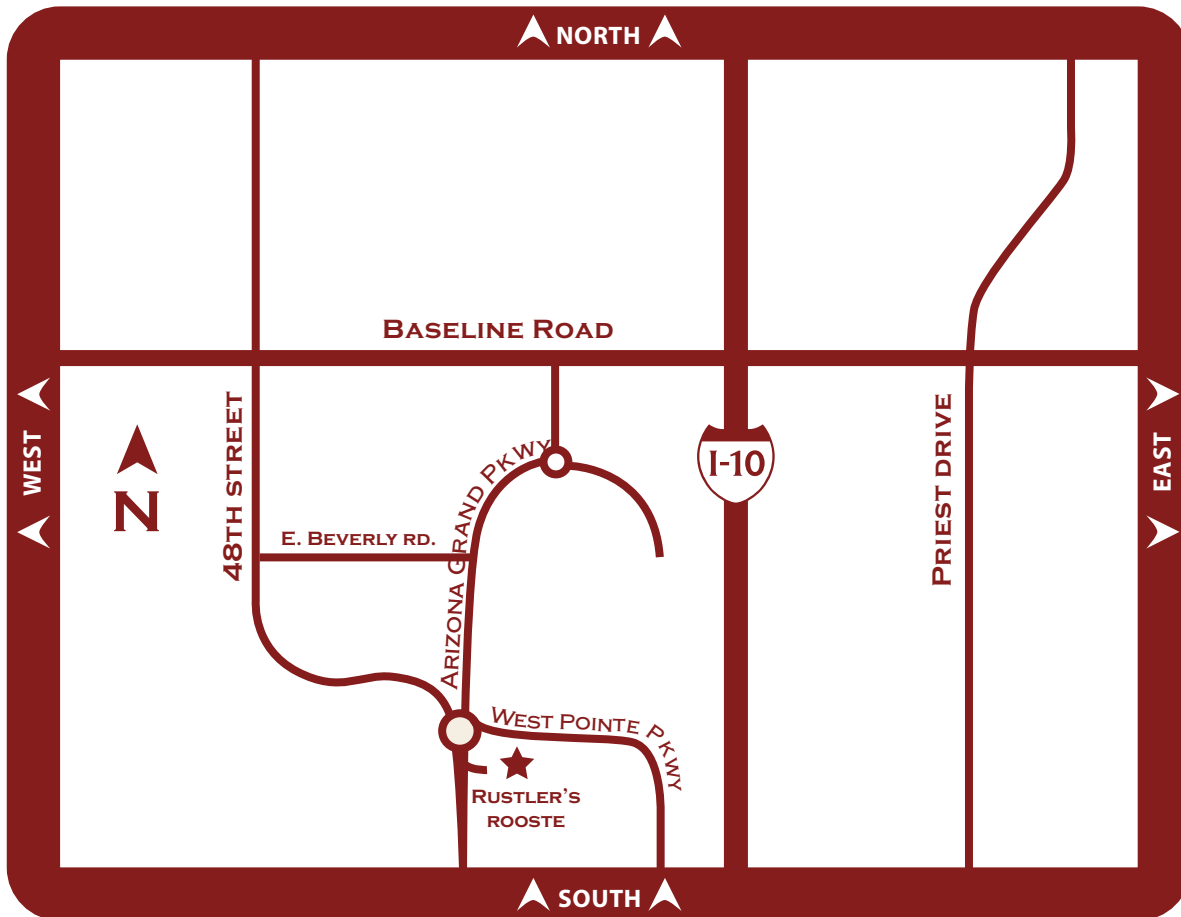 NORTH
BASELINE ROAD
WEST
48TH STREET
N
E. BEVERLY RD.
ARIZONA GRAND PKWY
I-10
PRIEST DRIVE
EAST
WEST POINTE PKWY
RUSTLER'S
ROOSTE
SOUTH